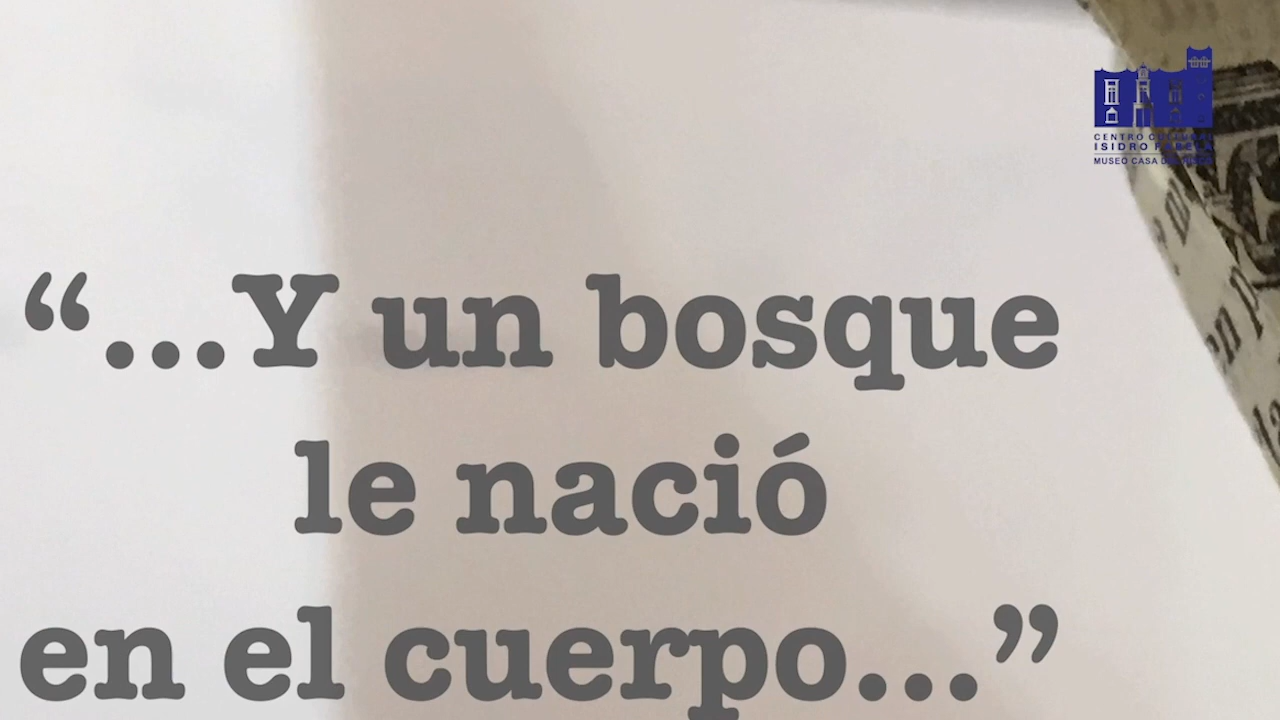 CENTRO CULTURAL
ISIDRO FABELA
MUSEO CASA DEL RISCO
“...Y un bosque
le nació
en el cuerpo...”